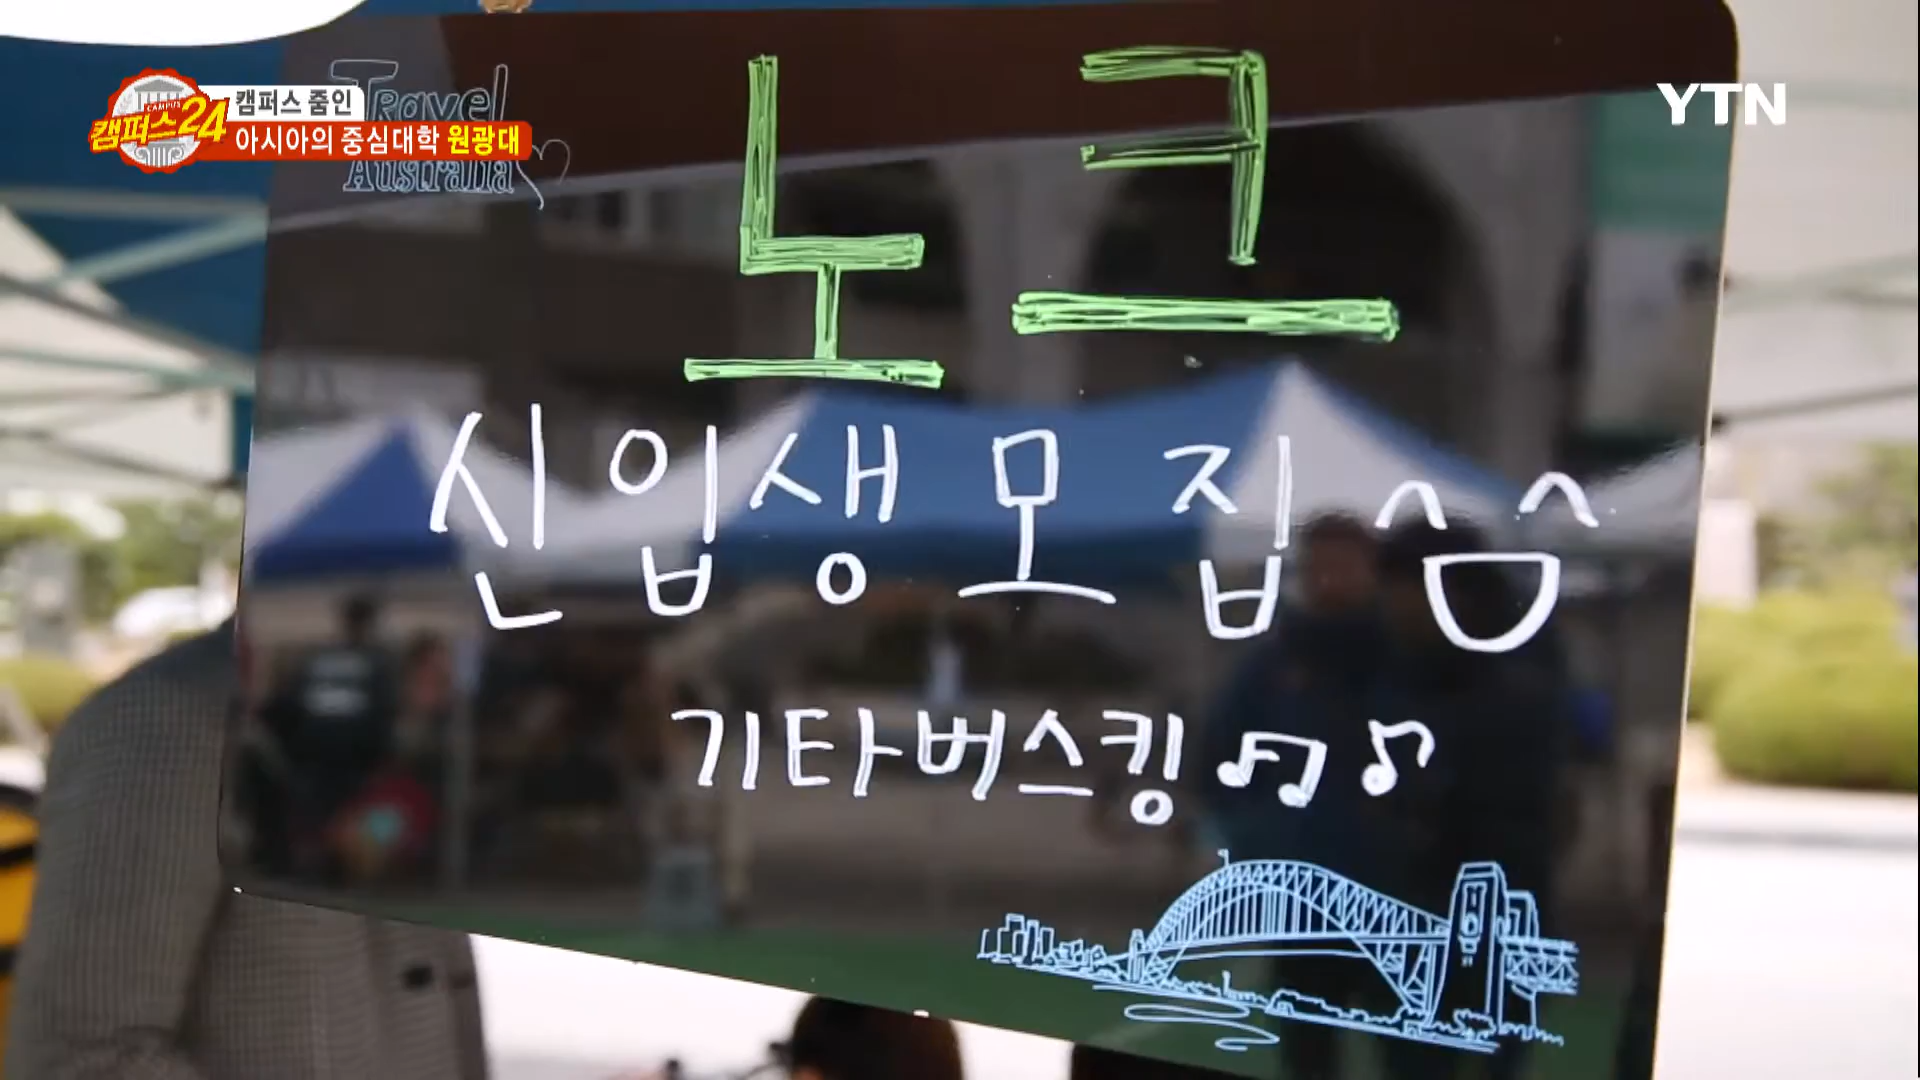 캠퍼스 줌인
CAMPUS
캠퍼스24
아시아의 중심대학 원광대
YTN
Travel
Australia
노크
신입생모집
기타버스킹